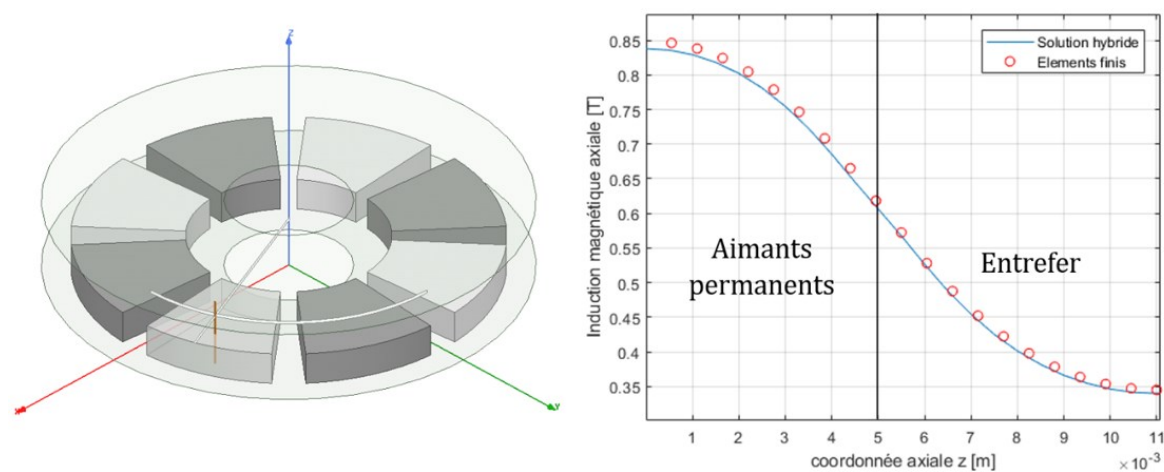 z
x
y
Induction magnétique axiale [T]
0.85
0.8
0.75
0.7
0.65
0.6
0.55
0.5
0.45
0.4
0.35
Solution hybride
Elements finis
Aimants
permanents
Entrefer
1 2 3 4 5 6 7 8 9 10 11
coordonnée axiale z [m]
×10⁻³